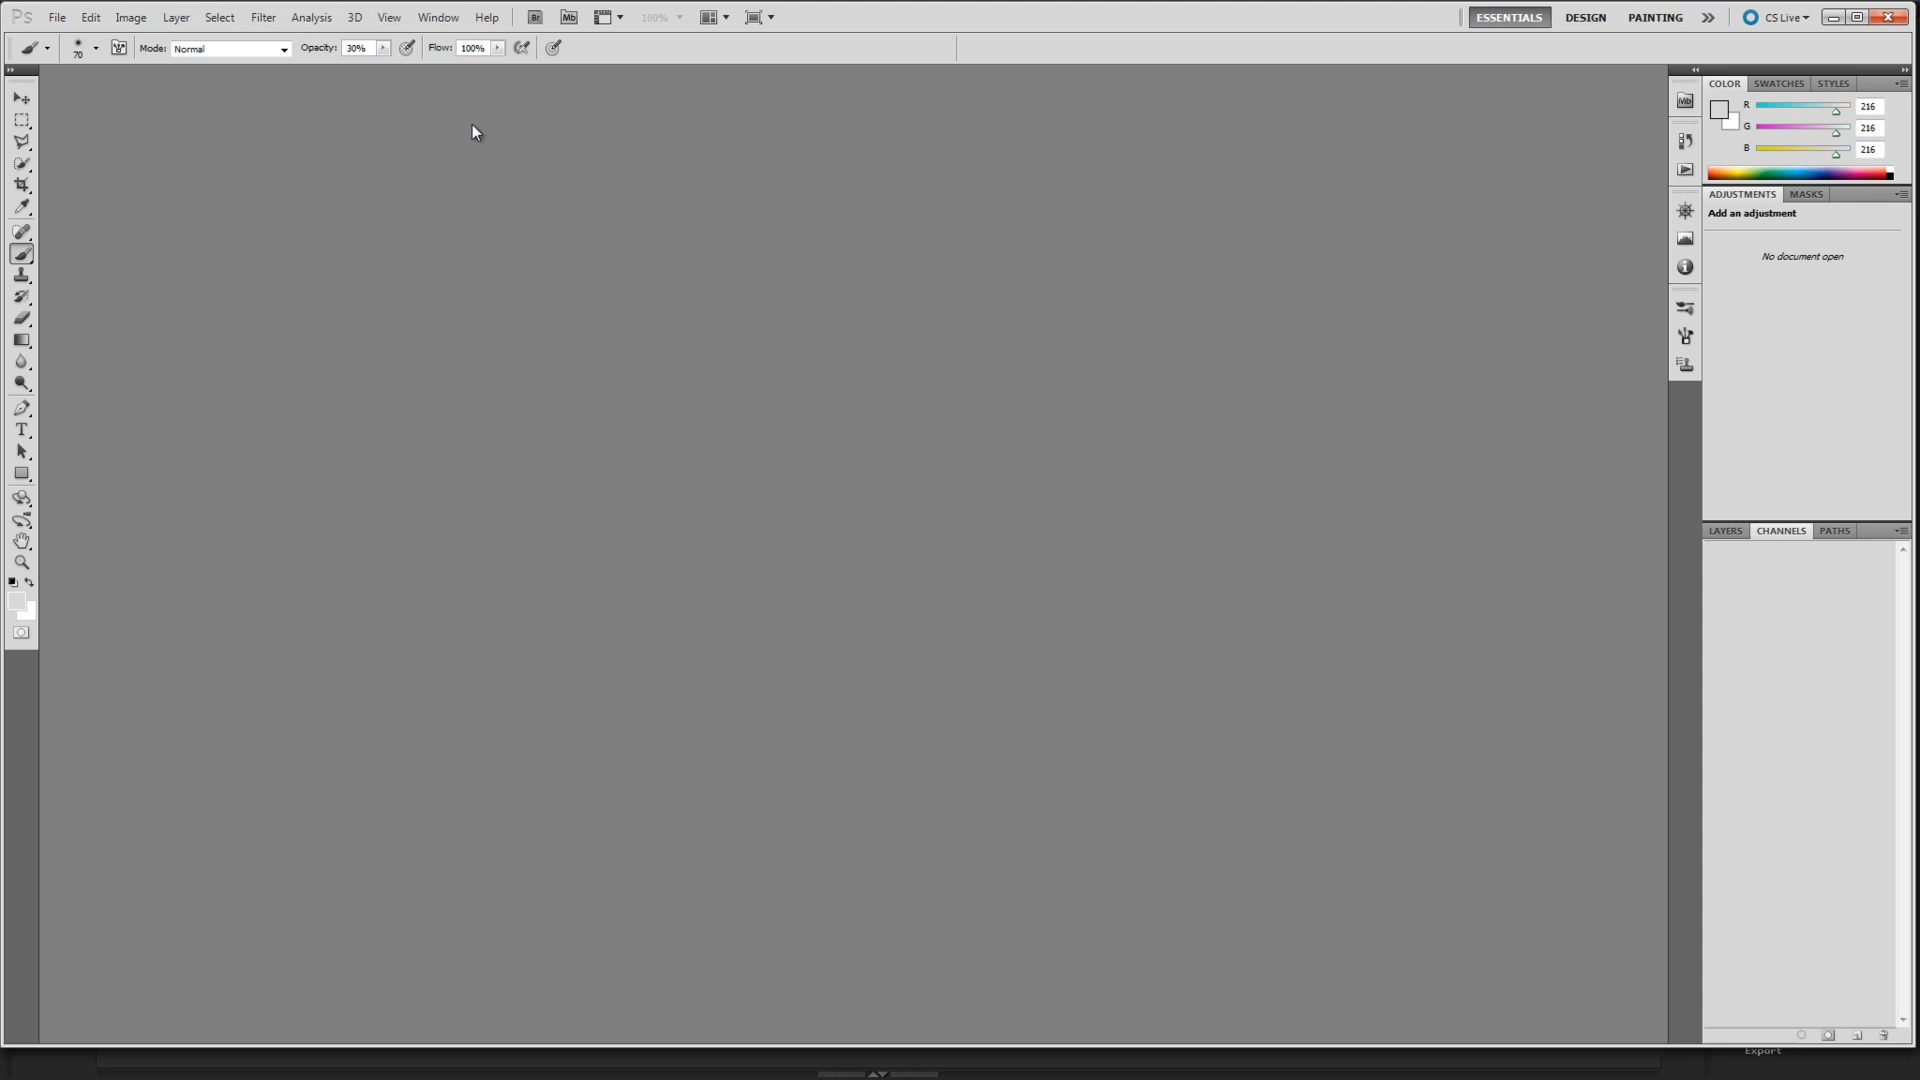 Ps File Edit Image Layer Select Filter Analysis 3D View Window Help Br Mb 100% ESSENTIALS DESIGN PAINTING CS Live
70 Mode: Normal Opacity: 30% Flow: 100%
COLOR SWATCHES STYLES
Mb
R 216
G 216
B 216
ADJUSTMENTS MASKS
Add an adjustment
No document open
T
LAYERS CHANNELS PATHS
Export